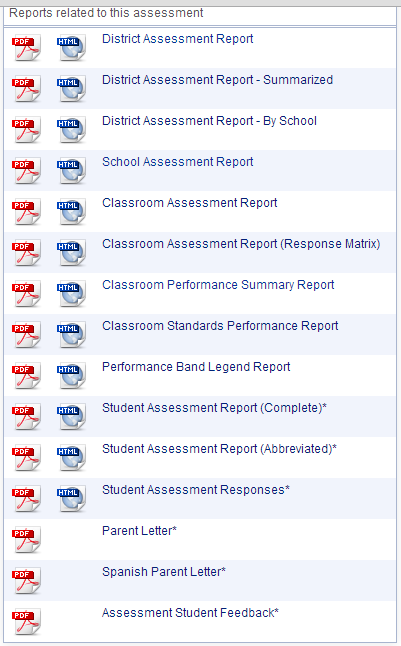 Reports related to this assessment
PDF HTML District Assessment Report
PDF HTML District Assessment Report - Summarized
PDF HTML District Assessment Report - By School
PDF HTML School Assessment Report
PDF HTML Classroom Assessment Report
PDF HTML Classroom Assessment Report (Response Matrix)
PDF HTML Classroom Performance Summary Report
PDF HTML Classroom Standards Performance Report
PDF HTML Performance Band Legend Report
PDF HTML Student Assessment Report (Complete)*
PDF HTML Student Assessment Report (Abbreviated)*
PDF HTML Student Assessment Responses*
PDF Parent Letter*
PDF Spanish Parent Letter*
PDF Assessment Student Feedback*